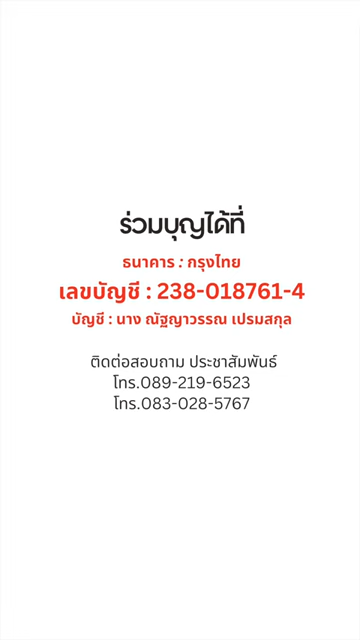 ร่วมบุญได้ที่
ธนาคาร : กรุงไทย
เลขบัญชี : 238-018761-4
บัญชี : นาง ณัฐญาวรรณ เปรมสกุล
ติดต่อสอบถาม ประชาสัมพันธ์
โทร.089-219-6523
โทร.083-028-5767